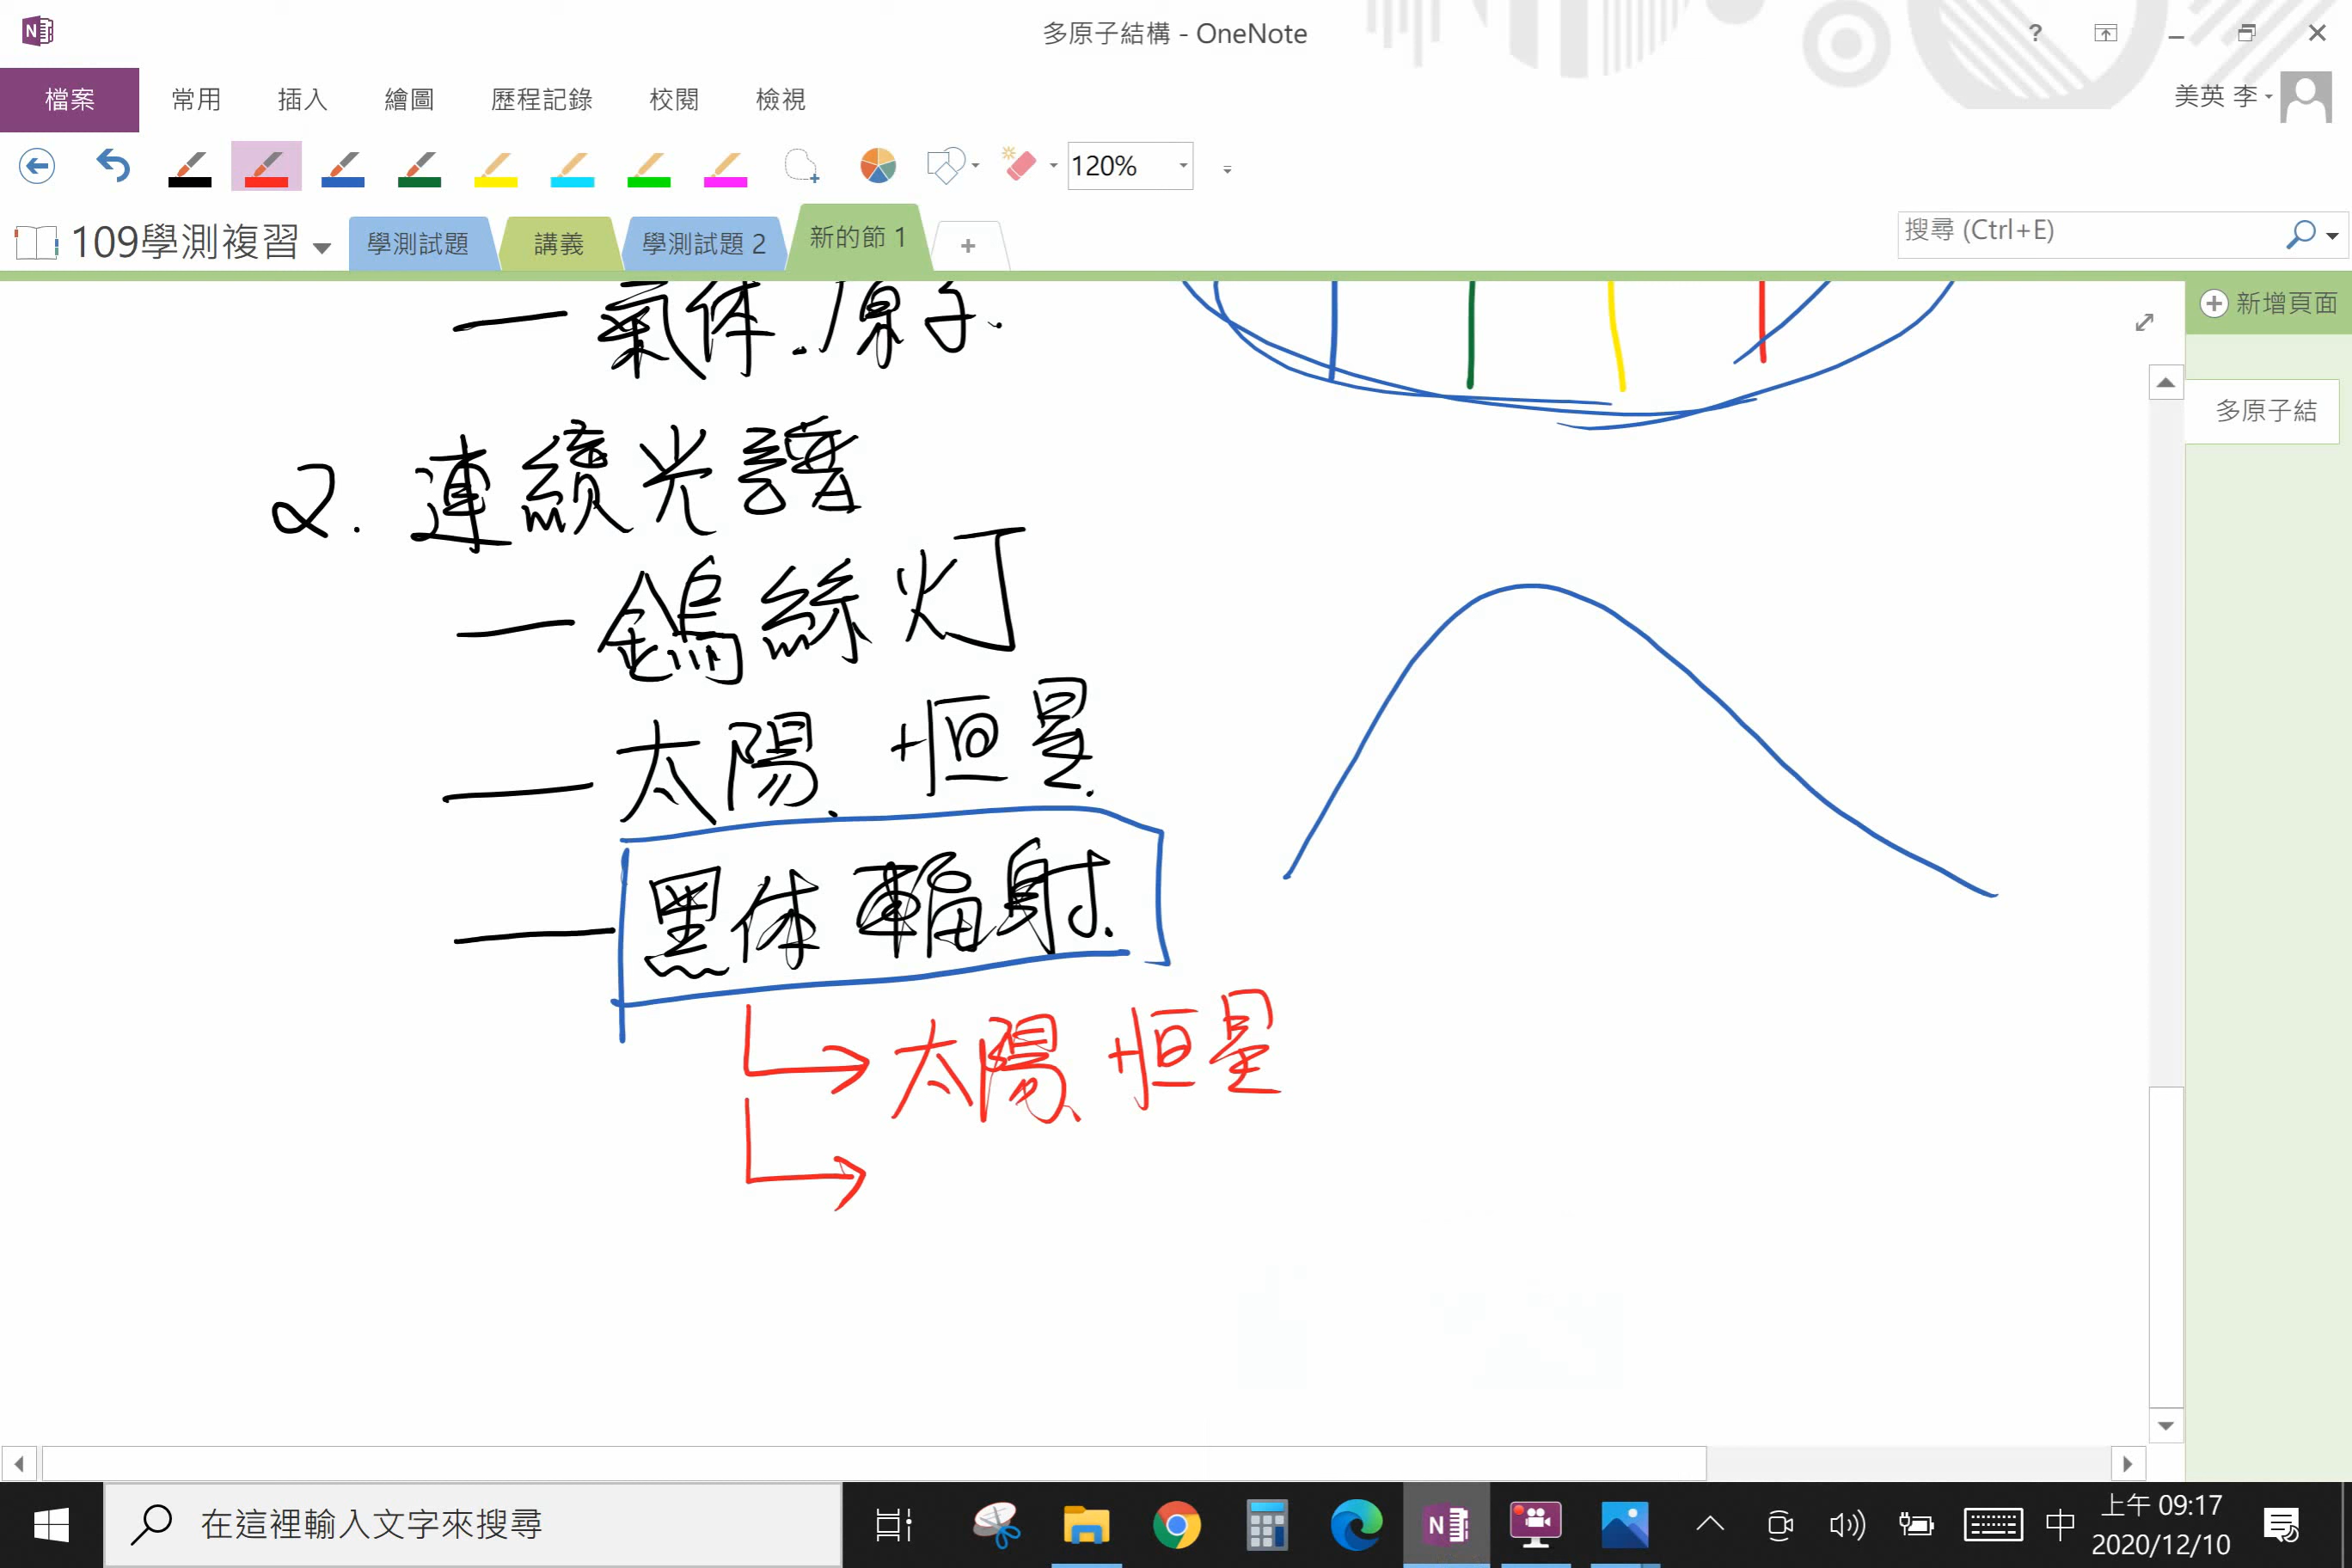 多原子結構 - OneNote
?
檔案 常用 插入 繪圖 歷程記錄 校閱 檢視
美英 李
120%
109學測複習 學測試題 講義 學測試題 2 新的節 1 +
搜尋 (Ctrl+E)
新增頁面
多原子結
— 氣体.原子.
2. 連續光譜
— 鎢絲灯
— 太陽、恒星.
— 黑体輻射.
太陽、恒星
在這裡輸入文字來搜尋
中
上午 09:17
2020/12/10